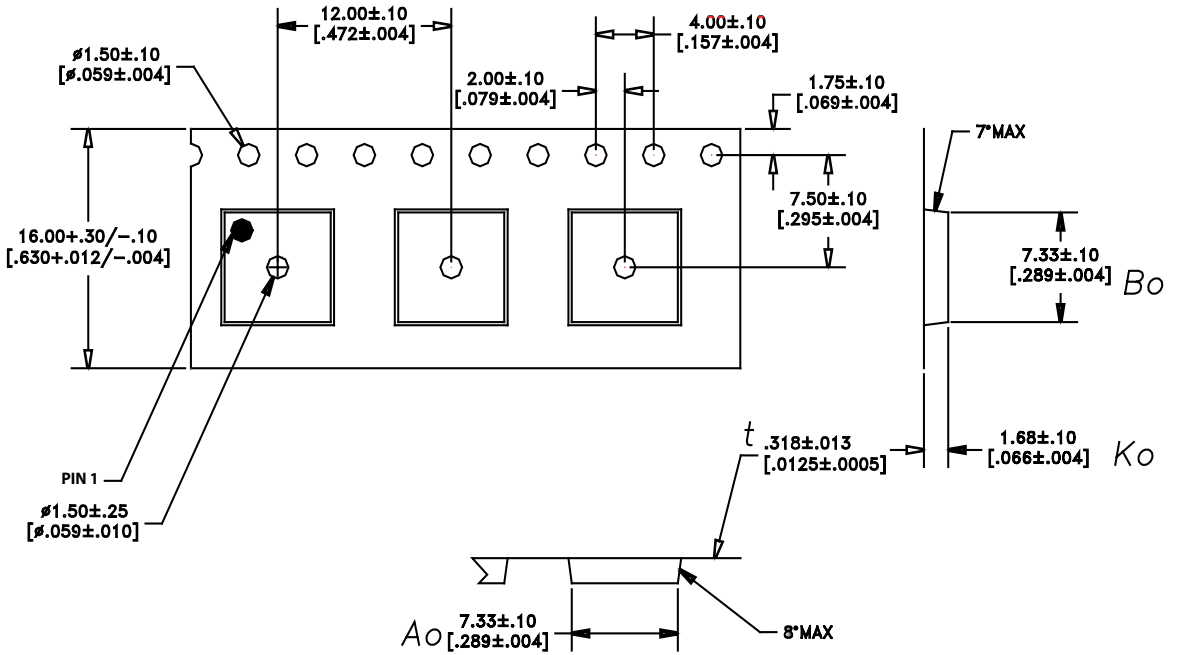 12.00±.10
[.472±.004]
4.00±.10
[.157±.004]
ø1.50±.10
[ø.059±.004]
2.00±.10
[.079±.004]
1.75±.10
[.069±.004]
7°MAX
7.50±.10
[.295±.004]
16.00+.30/-.10
[.630+.012/-.004]
7.33±.10
[.289±.004]
Bo
t
.318±.013
[.0125±.0005]
1.68±.10
[.066±.004]
Ko
PIN 1
ø1.50±.25
[ø.059±.010]
Ao
7.33±.10
[.289±.004]
8°MAX